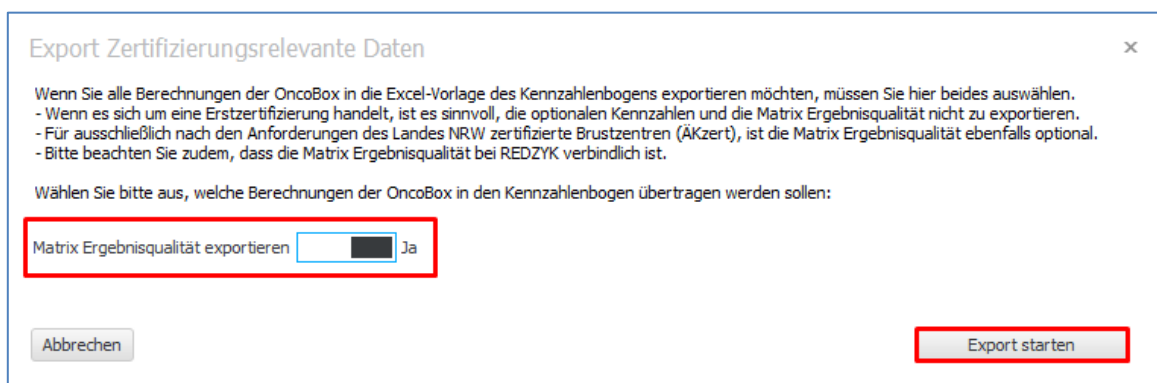 Export Zertifizierungsrelevante Daten
Wenn Sie alle Berechnungen der OncoBox in die Excel-Vorlage des Kennzahlenbogens exportieren möchten, müssen Sie hier beides auswählen.
- Wenn es sich um eine Erstzertifizierung handelt, ist es sinnvoll, die optionalen Kennzahlen und die Matrix Ergebnisqualität nicht zu exportieren.
- Für ausschließlich nach den Anforderungen des Landes NRW zertifizierte Brustzentren (ÄKzert), ist die Matrix Ergebnisqualität ebenfalls optional.
- Bitte beachten Sie zudem, dass die Matrix Ergebnisqualität bei REDZYK verbindlich ist.
Wählen Sie bitte aus, welche Berechnungen der OncoBox in den Kennzahlenbogen übertragen werden sollen:
Matrix Ergebnisqualität exportieren Ja
Abbrechen Export starten